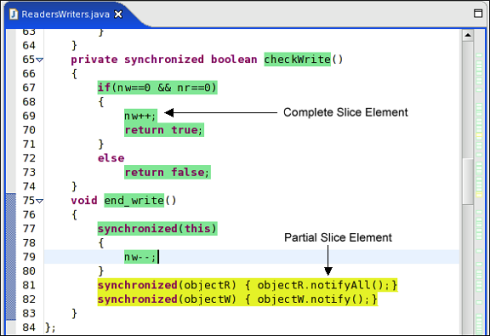 ReadersWriters.java
63 }
64 }
65 private synchronized boolean checkWrite()
66 {
67 if(nw==0 && nr==0)
68 {
69 nw++; Complete Slice Element
70 return true;
71 }
72 else
73 return false;
74 }
75 void end_write()
76 {
77 synchronized(this)
78 {
Partial Slice Element
79 nw--;
80 }
81 synchronized(objectR) { objectR.notifyAll();}
82 synchronized(objectW) { objectW.notify();}
83 }
84 };